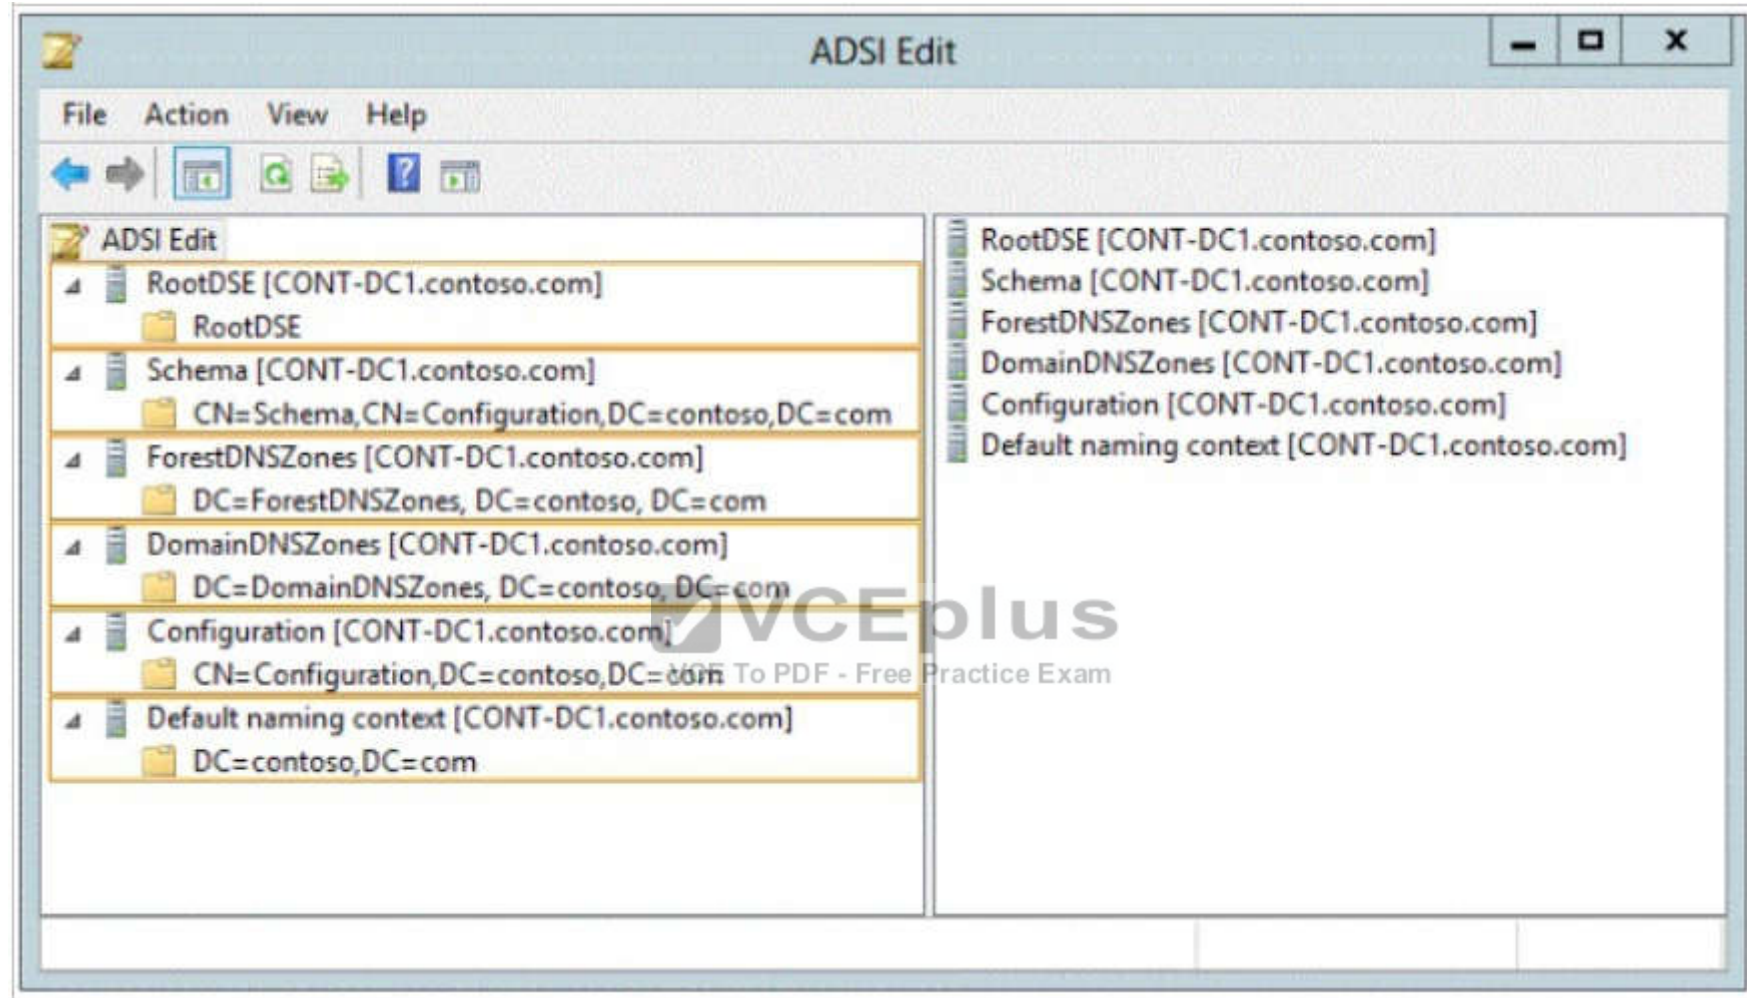 ADSI Edit
File Action View Help
ADSI Edit
RootDSE [CONT-DC1.contoso.com]
RootDSE
Schema [CONT-DC1.contoso.com]
CN=Schema,CN=Configuration,DC=contoso,DC=com
ForestDNSZones [CONT-DC1.contoso.com]
DC=ForestDNSZones, DC=contoso, DC=com
DomainDNSZones [CONT-DC1.contoso.com]
DC=DomainDNSZones, DC=contoso, DC=com
Configuration [CONT-DC1.contoso.com]
CN=Configuration,DC=contoso,DC=com
Default naming context [CONT-DC1.contoso.com]
DC=contoso,DC=com
RootDSE [CONT-DC1.contoso.com]
Schema [CONT-DC1.contoso.com]
ForestDNSZones [CONT-DC1.contoso.com]
DomainDNSZones [CONT-DC1.contoso.com]
Configuration [CONT-DC1.contoso.com]
Default naming context [CONT-DC1.contoso.com]
VCEplus
VCE To PDF - Free Practice Exam